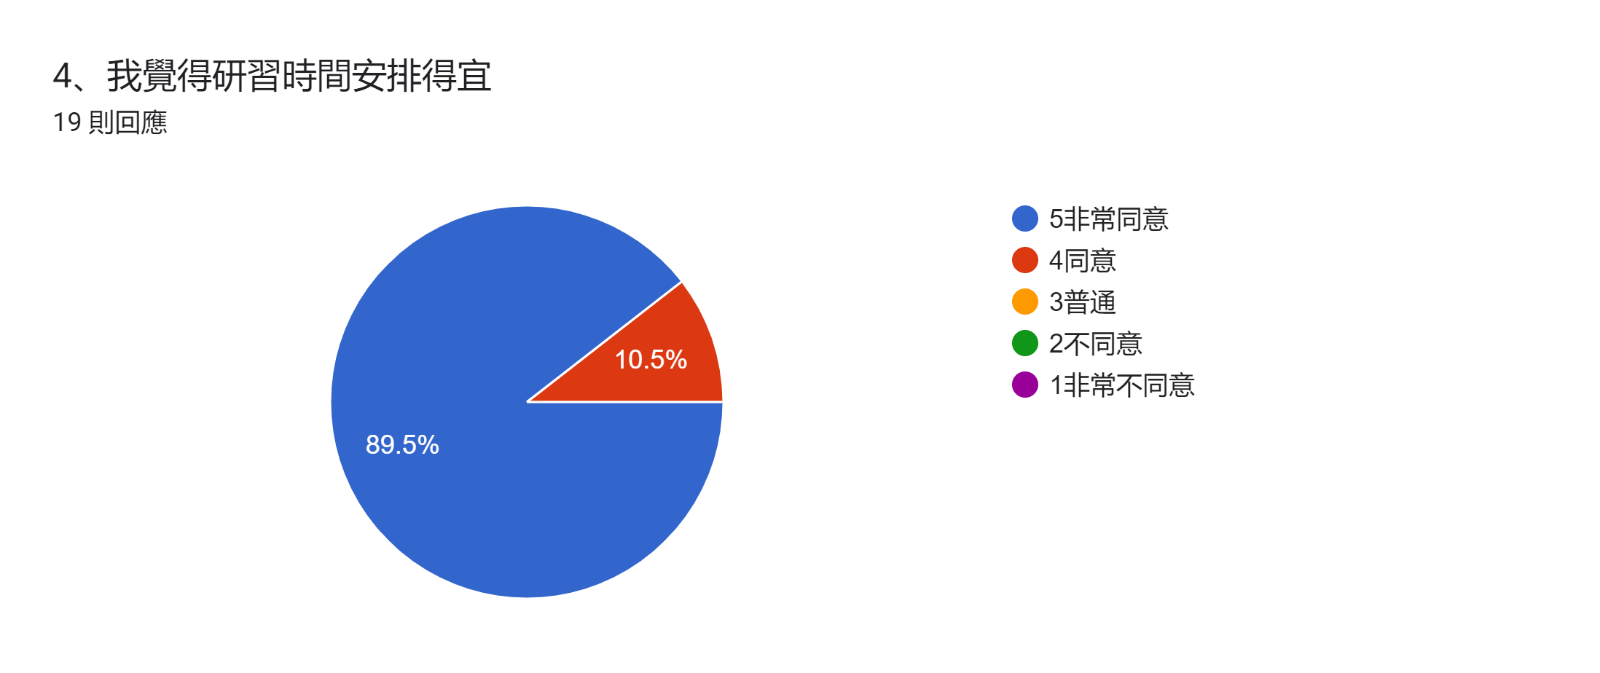 4、我覺得研習時間安排得宜
19 則回應
5非常同意
4同意
3普通
2不同意
1非常不同意
10.5%
89.5%